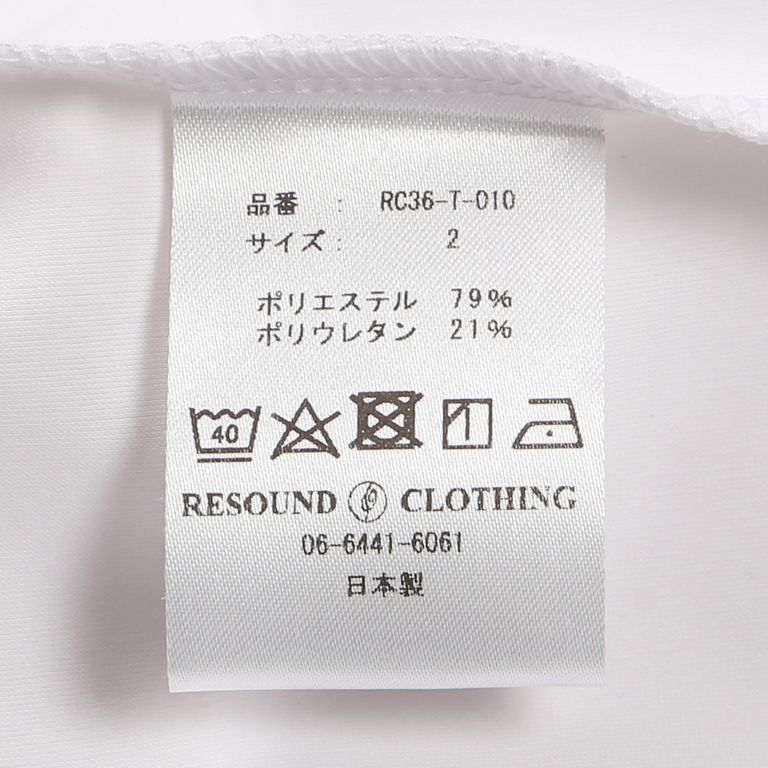 品番 : RC36-T-010
サイズ: 2
ポリエステル 79%
ポリウレタン 21%
40
RESOUND CLOTHING
06-6441-6061
日本製